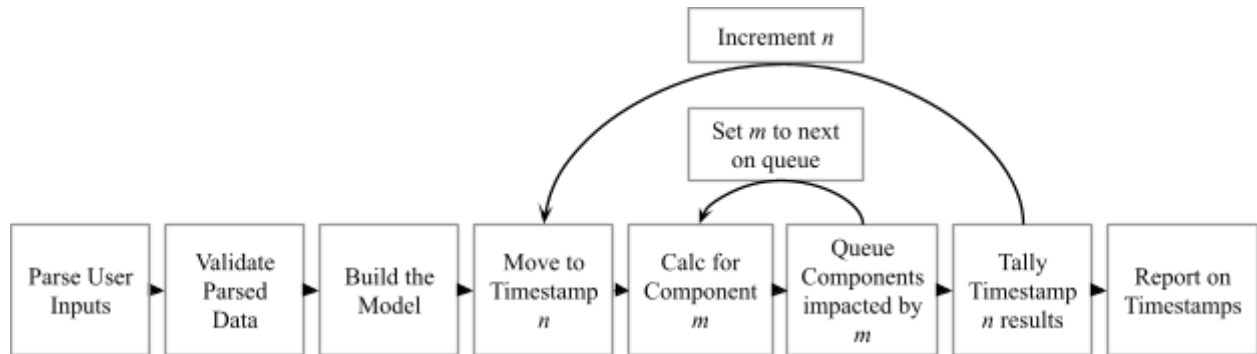 Increment n
Set m to next
on queue
Parse User
Inputs
Validate
Parsed
Data
Build the
Model
Move to
Timestamp
n
Calc for
Component
m
Queue
Components
impacted by
m
Tally
Timestamp
n results
Report on
Timestamps